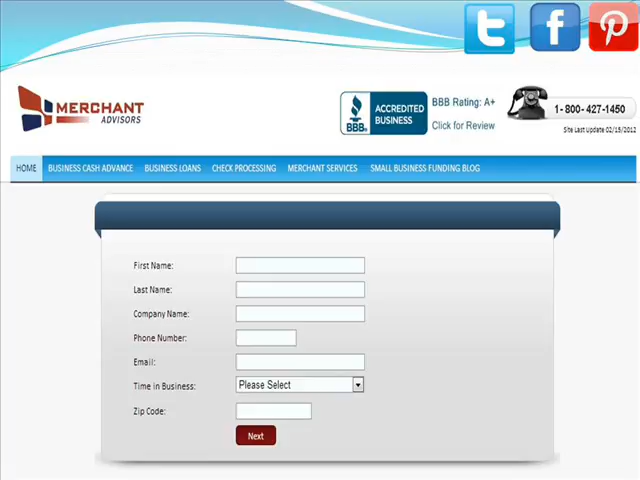 MERCHANT
ADVISORS
BBB.
ACCREDITED
BUSINESS
BBB Rating: A+
Click for Review
1-800-427-1450
Site Last Update 02/15/2012
HOME BUSINESS CASH ADVANCE BUSINESS LOANS CHECK PROCESSING MERCHANT SERVICES SMALL BUSINESS FUNDING BLOG
First Name:
Last Name:
Company Name:
Phone Number:
Email:
Time in Business: Please Select
Zip Code:
Next